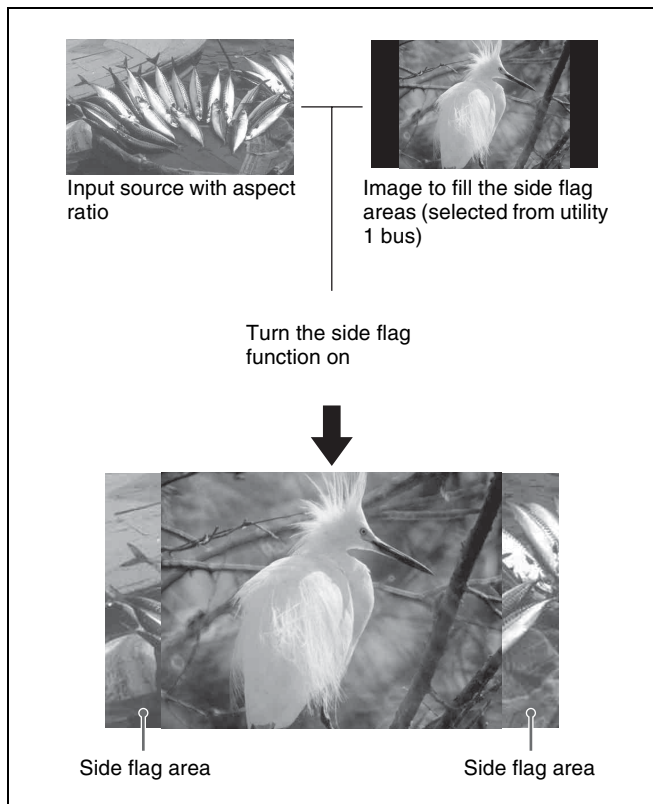 Input source with aspect
ratio
Image to fill the side flag
areas (selected from utility
1 bus)
Turn the side flag
function on
Side flag area
Side flag area